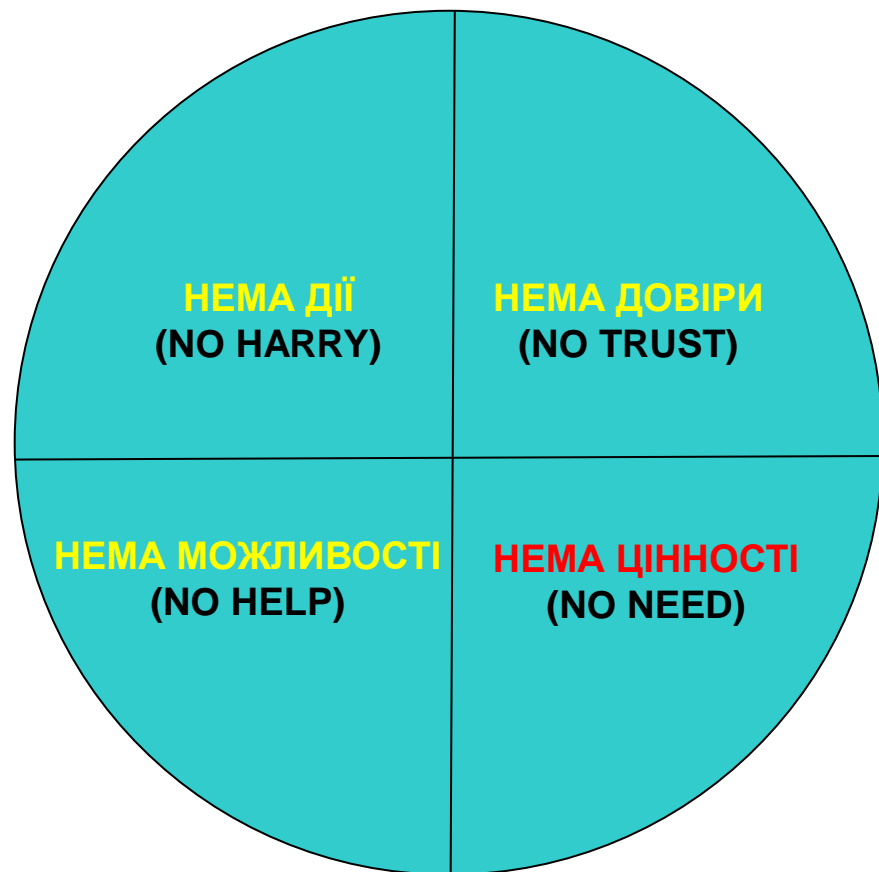 НЕМА ДІЇ
(NO HARRY)
НЕМА ДОВІРИ
(NO TRUST)
НЕМА МОЖЛИВОСТІ
(NO HELP)
НЕМА ЦІННОСТІ
(NO NEED)